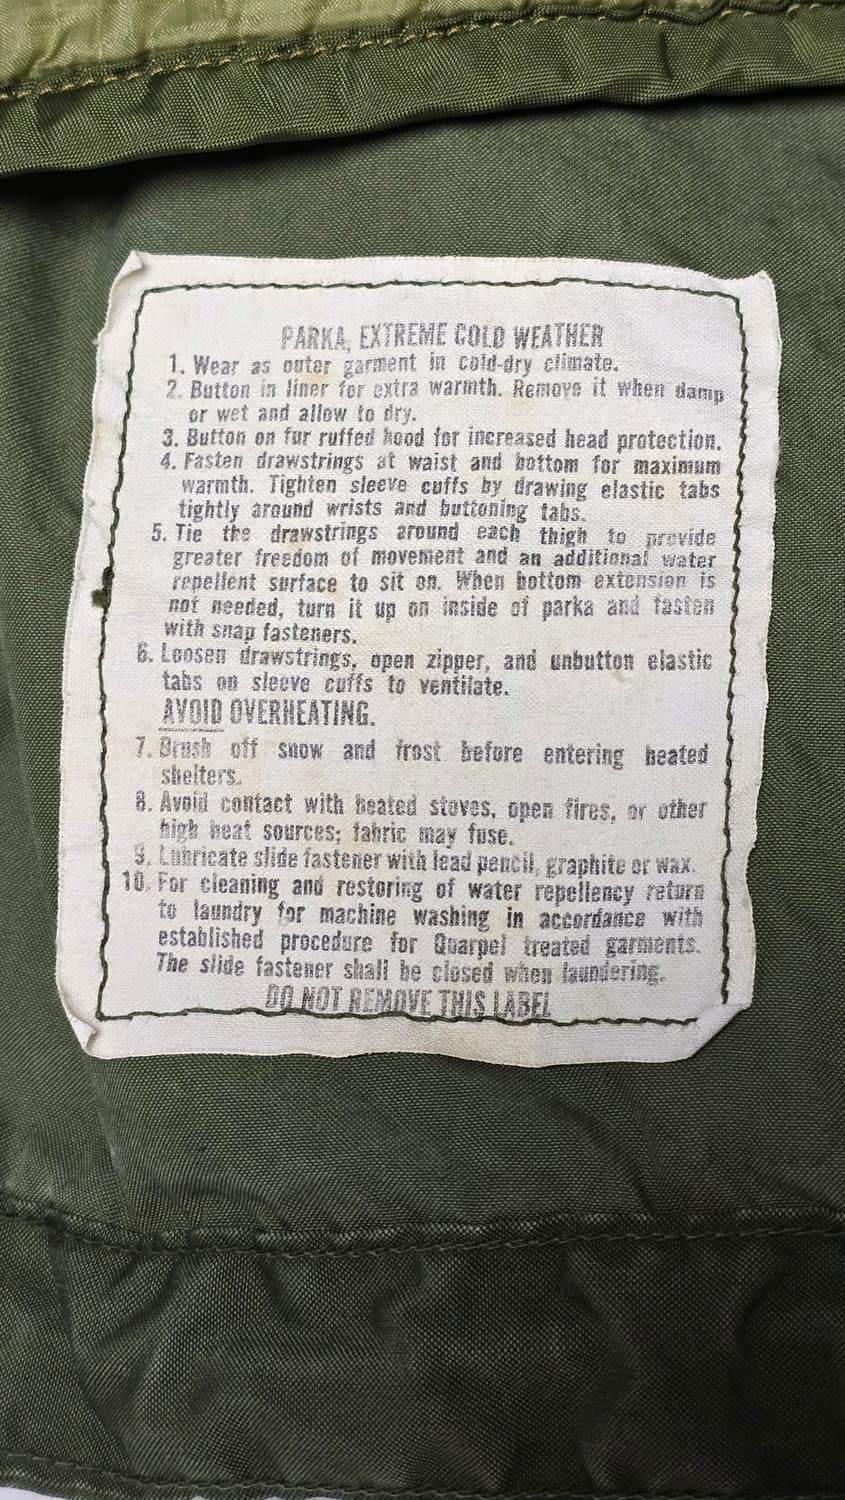 PARKA, EXTREME COLD WEATHER
1. Wear as outer garment in cold-dry climate.
2. Button in liner for extra warmth. Remove it when damp
or wet and allow to dry.
3. Button on fur ruffed hood for increased head protection.
4. Fasten drawstrings at waist and bottom for maximum
warmth. Tighten sleeve cuffs by drawing elastic tabs
tightly around wrists and buttoning tabs.
5. Tie the drawstrings around each thigh to provide
greater freedom of movement and an additional water
repellent surface to sit on. When bottom extension is
not needed, turn it up on inside of parka and fasten
with snap fasteners.
6. Loosen drawstrings, open zipper, and unbutton elastic
tabs on sleeve cuffs to ventilate.
AVOID OVERHEATING.
7. Brush off snow and frost before entering heated
shelters.
8. Avoid contact with heated stoves, open fires, or other
high heat sources; fabric may fuse.
9. Lubricate slide fastener with lead pencil, graphite or wax.
10. For cleaning and restoring of water repellency return
to laundry for machine washing in accordance with
established procedure for Quarpel treated garments.
The slide fastener shall be closed when laundering.
DO NOT REMOVE THIS LABEL